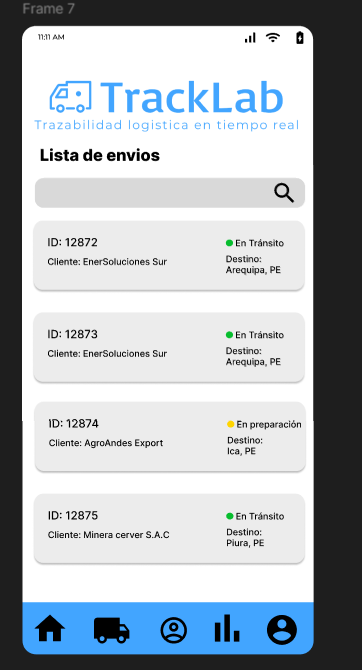 Frame 7
11:11 AM
TrackLab
Trazabilidad logistica en tiempo real
Lista de envios
ID: 12872
En Tránsito
Cliente: EnerSoluciones Sur
Destino:
Arequipa, PE
ID: 12873
En Tránsito
Cliente: EnerSoluciones Sur
Destino:
Arequipa, PE
ID: 12874
En preparación
Cliente: AgroAndes Export
Destino:
Ica, PE
ID: 12875
En Tránsito
Cliente: Minera cerver S.A.C
Destino:
Piura, PE